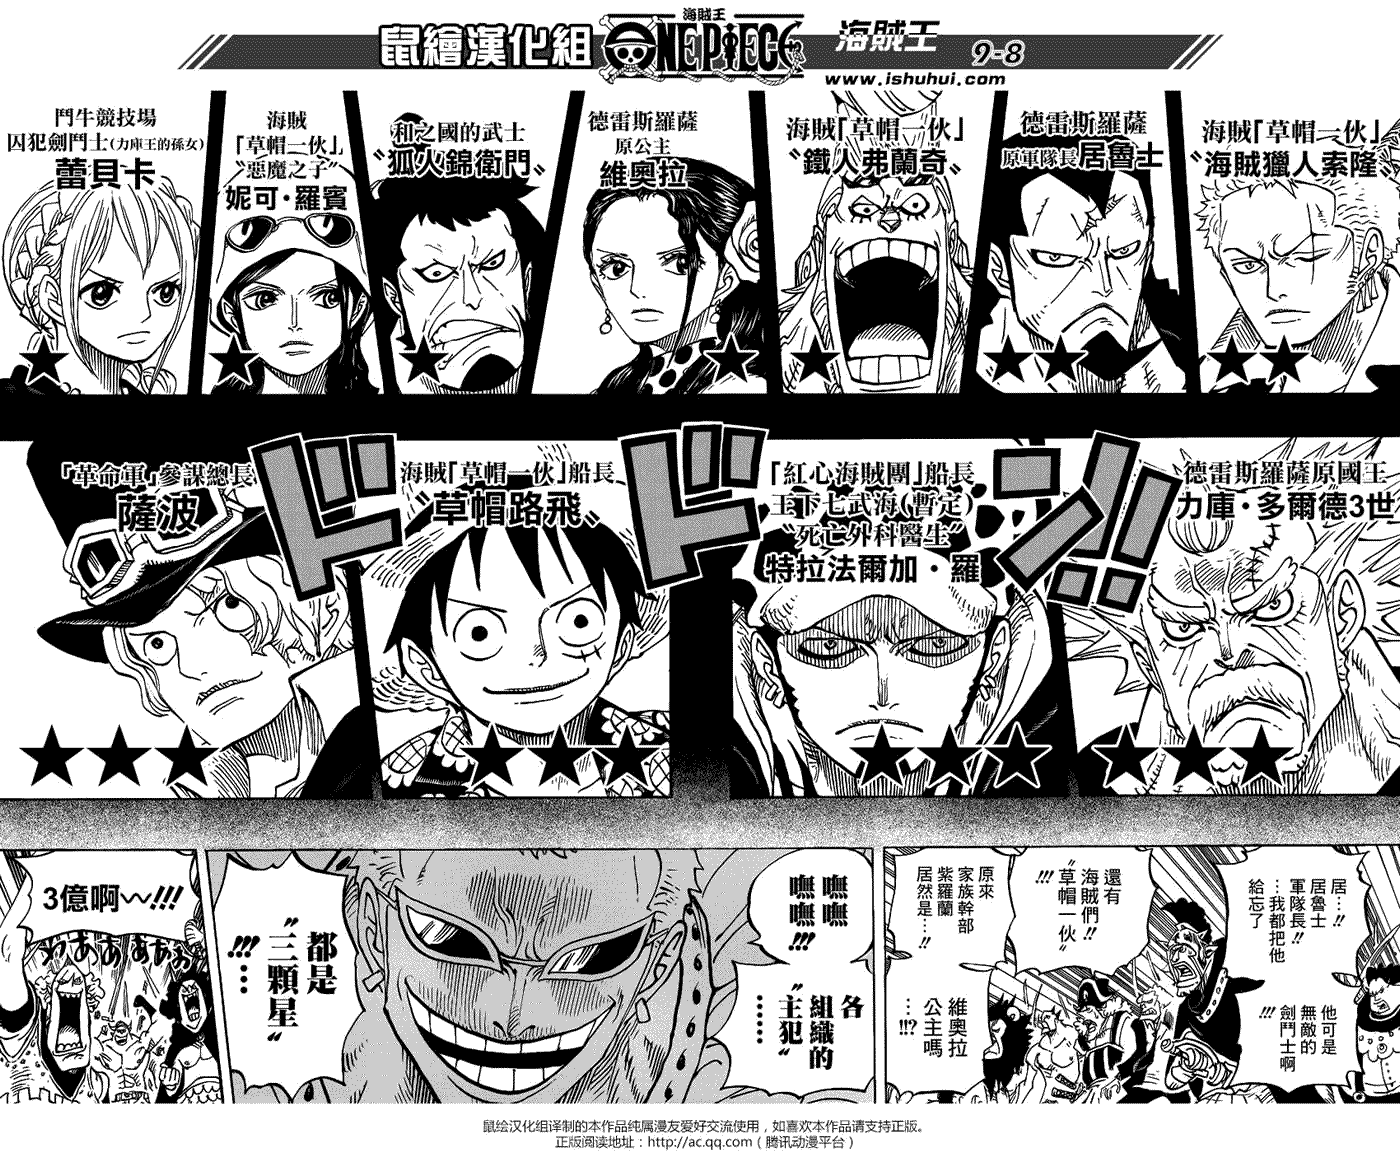 鼠繪漢化組
海賊王
ONE PIECE
海賊王
9-8
www.ishuhui.com
鬥牛競技場
囚犯劍鬥士(力庫王的孫女)
蕾貝卡
海賊
「草帽一伙」
〝惡魔之子〞
妮可·羅賓
和之國的武士
〝狐火錦衛門〞
德雷斯羅薩
原公主
維奧拉
海賊「草帽一伙」
〝鐵人弗蘭奇〞
德雷斯羅薩
原軍隊長居魯士
海賊「草帽一伙」
〝海賊獵人索隆〞
「革命軍」參謀總長
薩波
海賊「草帽一伙」船長
〝草帽路飛〞
「紅心海賊團」船長
王下七武海(暫定)
〝死亡外科醫生〞
特拉法爾加·羅
德雷斯羅薩原國王
力庫·多爾德3世
ドドン!!
居…!!
居魯士
軍隊長!!
…我都把他
給忘了
他可是
無敵的
劍鬥士啊
!!!
還有
海賊們!!
〝草帽一伙〞
!!!
原來
家族幹部
紫羅蘭
居然是…!!
維奧拉
公主嗎
…!!?
嘸嘸
嘸嘸!!!
各
組織的
〝主犯〞
……
都是
〝三顆星〞
…!!!
3億啊~!!!
わああああぉ
鼠绘汉化组译制的本作品纯属漫友爱好交流使用，如喜欢本作品请支持正版。
正版阅读地址：http://ac.qq.com（腾讯动漫平台）